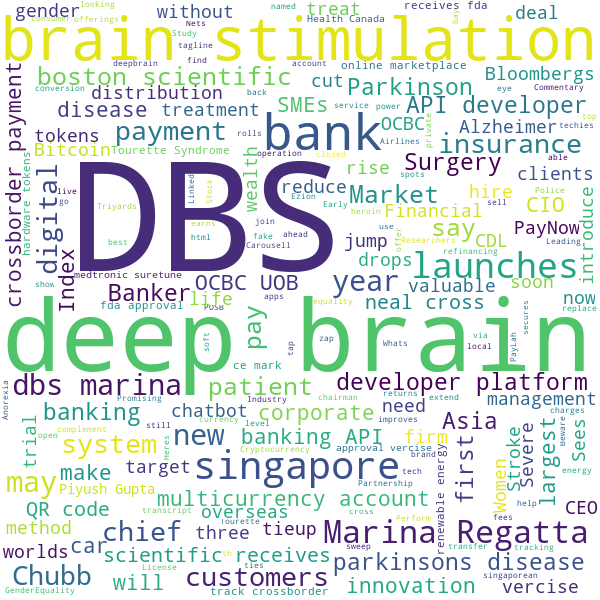 gender without treat receives fda
named consumer offerings Nets Study Health Canada looking
brain stimulation
deal
tagline
deepbrain find account online marketplace bay
boston scientific cut Parkinson Bloombergs
conversion back eye Commentary
distribution SMEs API developer
disease treatment service power private techies top
tokens payment bank OCBC Alzheimer
rolls Airlines able
Bitcoin Tourette Syndrome insurance
operation closed spots Police
crossborder payment hardware tokens digital wealth rise Surgery clients
DBS
live Linked Stock reduce Market hire CIO
go Triyards Ezion Early heroin sell
earns join use Financial say PayNow introduce
best html fake Carousell ahead offer Researchers Leading
Index jump CDL
refinancing
show OCBC UOB year drops launches
medtronic suretune apps valuable soon
Banker life pay neal cross now
fda approval POSB equality via secures replace
deep brain
soft tap zap Whats local PayLah
ce mark
dbs marina patient developer platform
Anorexia Promising Industry chairman returns extend
banking chatbot corporate need management
currency level improves charges
trial open still new banking API firm Asia Beware
complement Heres Cryptocurrency approval vercise brand
system target first Women Stroke Severe largest Sees
may make Piyush Gupta singapore tech energy
transcript Partnership renewable energy
QR code multicurrency account CEO
method overseas cross Perform fees help
worlds car chief three tieup Marina Regatta
Tourette th sweep transfer tracking
scientific receives parkinsons disease
License ties singaporean
Chubb will customers innovation vercise
GenderEquality track crossborder